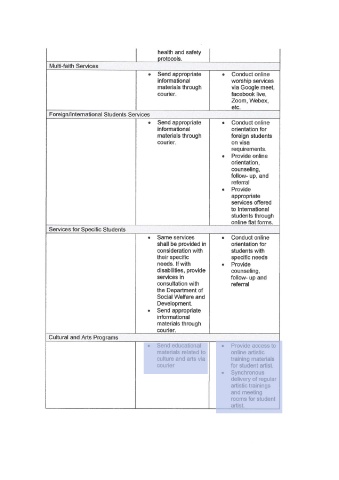 health and safety
protocols.
Multi-faith Services
• Send appropriate
informational
materials through
courier.
• Conduct online
worship services
via Google meet,
facebook live,
Zoom, Webex,
etc.
Foreign/International Students Services
• Send appropriate
informational
materials through
courier.
• Conduct online
orientation for
foreign students
on visa
requirements.
• Provide online
orientation,
counseling,
follow- up, and
referral
• Provide
appropriate
services offered
to International
students through
online flat forms.
Services for Specific Students
• Same services
shall be provided in
consideration with
their specific
needs. If with
disabilities, provide
services in
consultation with
the Department of
Social Welfare and
Development.
• Send appropriate
informational
materials through
courier.
• Conduct online
orientation for
students with
specific needs
• Provide
counseling,
follow- up and
referral
Cultural and Arts Programs
• Send educational
materials related to
culture and arts via
courier
• Provide access to
online artistic
training materials
for student artist.
• Synchronous
delivery of regular
artistic trainings
and meeting
rooms for student
artist.